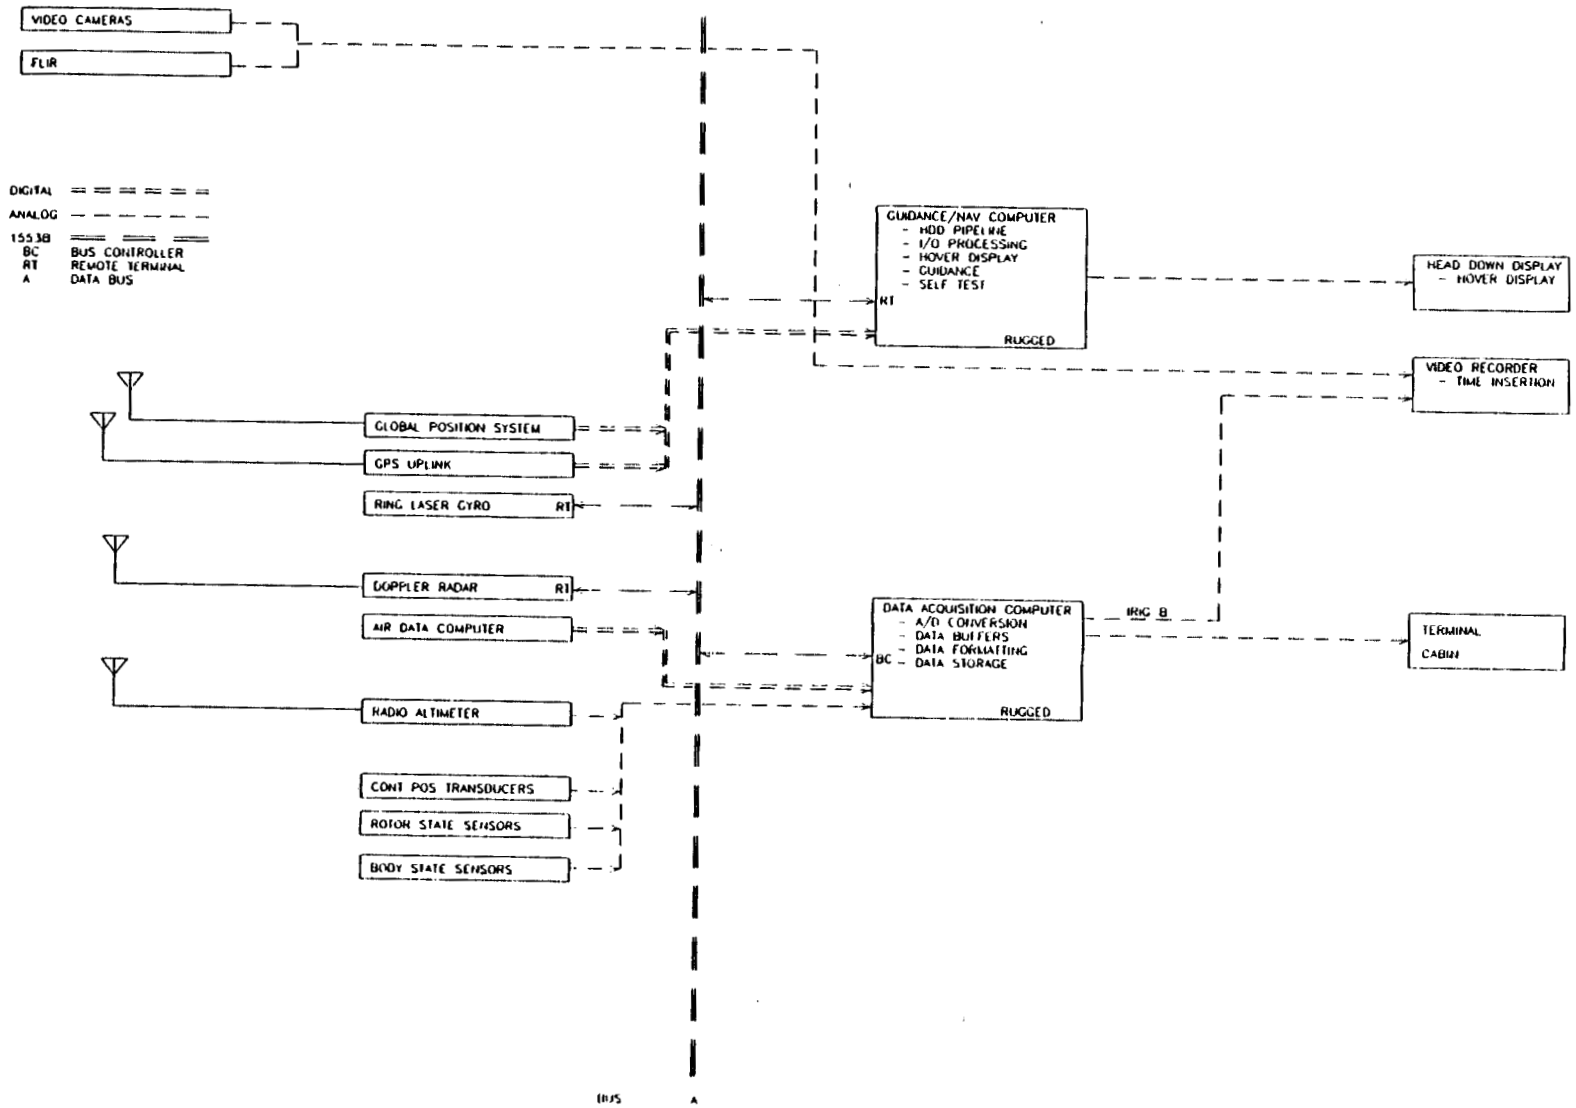 VIDEO CAMERAS
FLIR
DIGITAL
ANALOG
1553B
BC BUS CONTROLLER
RT REMOTE TERMINAL
A DATA BUS
GUIDANCE/NAV COMPUTER
- HDD PIPELINE
- I/O PROCESSING
- HOVER DISPLAY
- GUIDANCE
- SELF TEST
RT
RUGGED
HEAD DOWN DISPLAY
- HOVER DISPLAY
VIDEO RECORDER
- TIME INSERTION
GLOBAL POSITION SYSTEM
GPS UPLINK
RING LASER GYRO RT
DOPPLER RADAR RT
AIR DATA COMPUTER
RADIO ALTIMETER
CONT POS TRANSDUCERS
ROTOR STATE SENSORS
BODY STATE SENSORS
DATA ACQUISITION COMPUTER
- A/D CONVERSION
- DATA BUFFERS
- DATA FORMATTING
BC - DATA STORAGE
RUGGED
IRIG B
TERMINAL
CABIN
BUS A